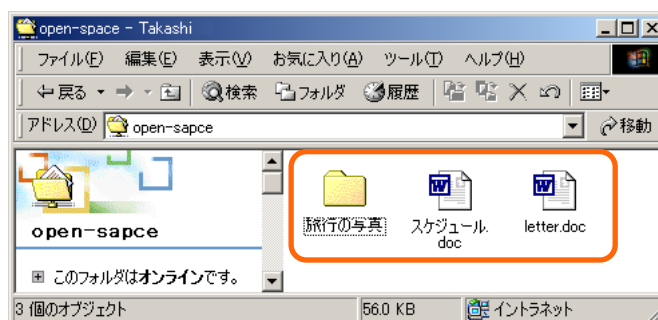 open-space - Takashi
ファイル(F) 編集(E) 表示(V) お気に入り(A) ツール(T) ヘルプ(H)
戻る 検索 フォルダ 履歴
アドレス(D) open-sapce 移動
旅行の写真 スケジュール.doc letter.doc
open-sapce
このフォルダはオンラインです。
3 個のオブジェクト 56.0 KB イントラネット